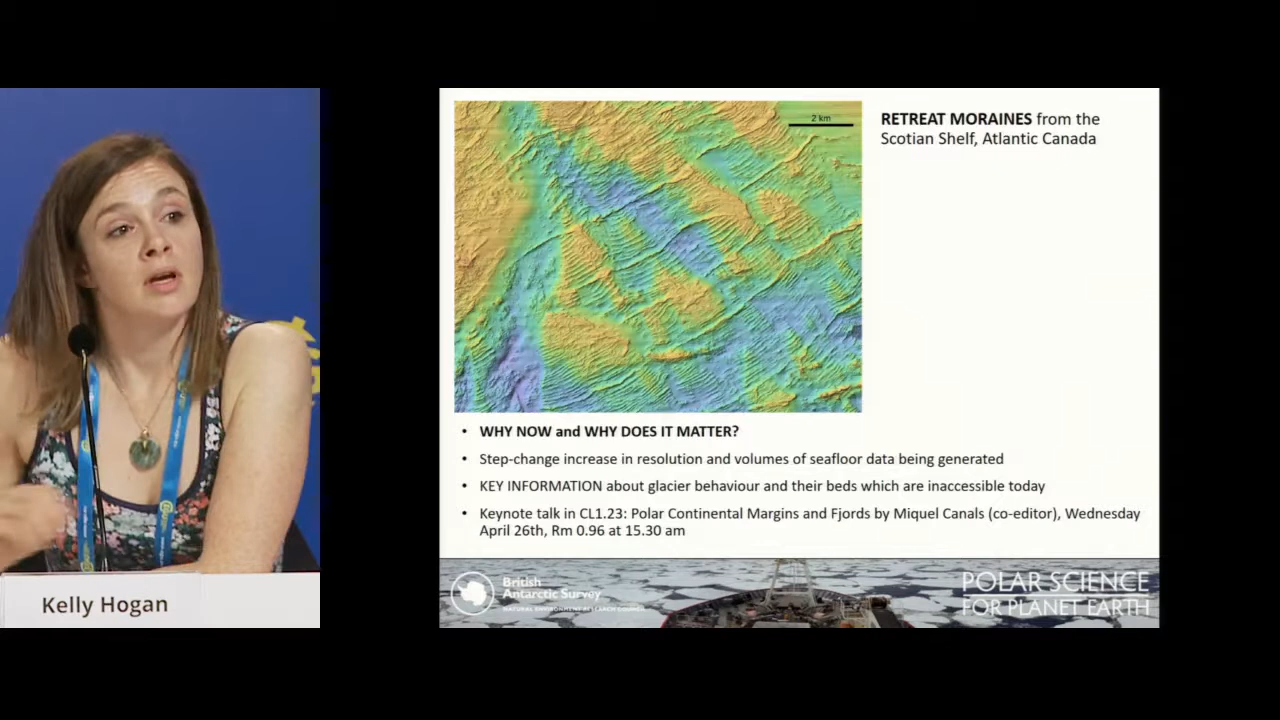 Kelly Hogan
2 km
RETREAT MORAINES from the
Scotian Shelf, Atlantic Canada
• WHY NOW and WHY DOES IT MATTER?
• Step-change increase in resolution and volumes of seafloor data being generated
• KEY INFORMATION about glacier behaviour and their beds which are inaccessible today
• Keynote talk in CL1.23: Polar Continental Margins and Fjords by Miquel Canals (co-editor), Wednesday
April 26th, Rm 0.96 at 15.30 am
British
Antarctic Survey
NATURAL ENVIRONMENT RESEARCH COUNCIL
POLAR SCIENCE
FOR PLANET EARTH